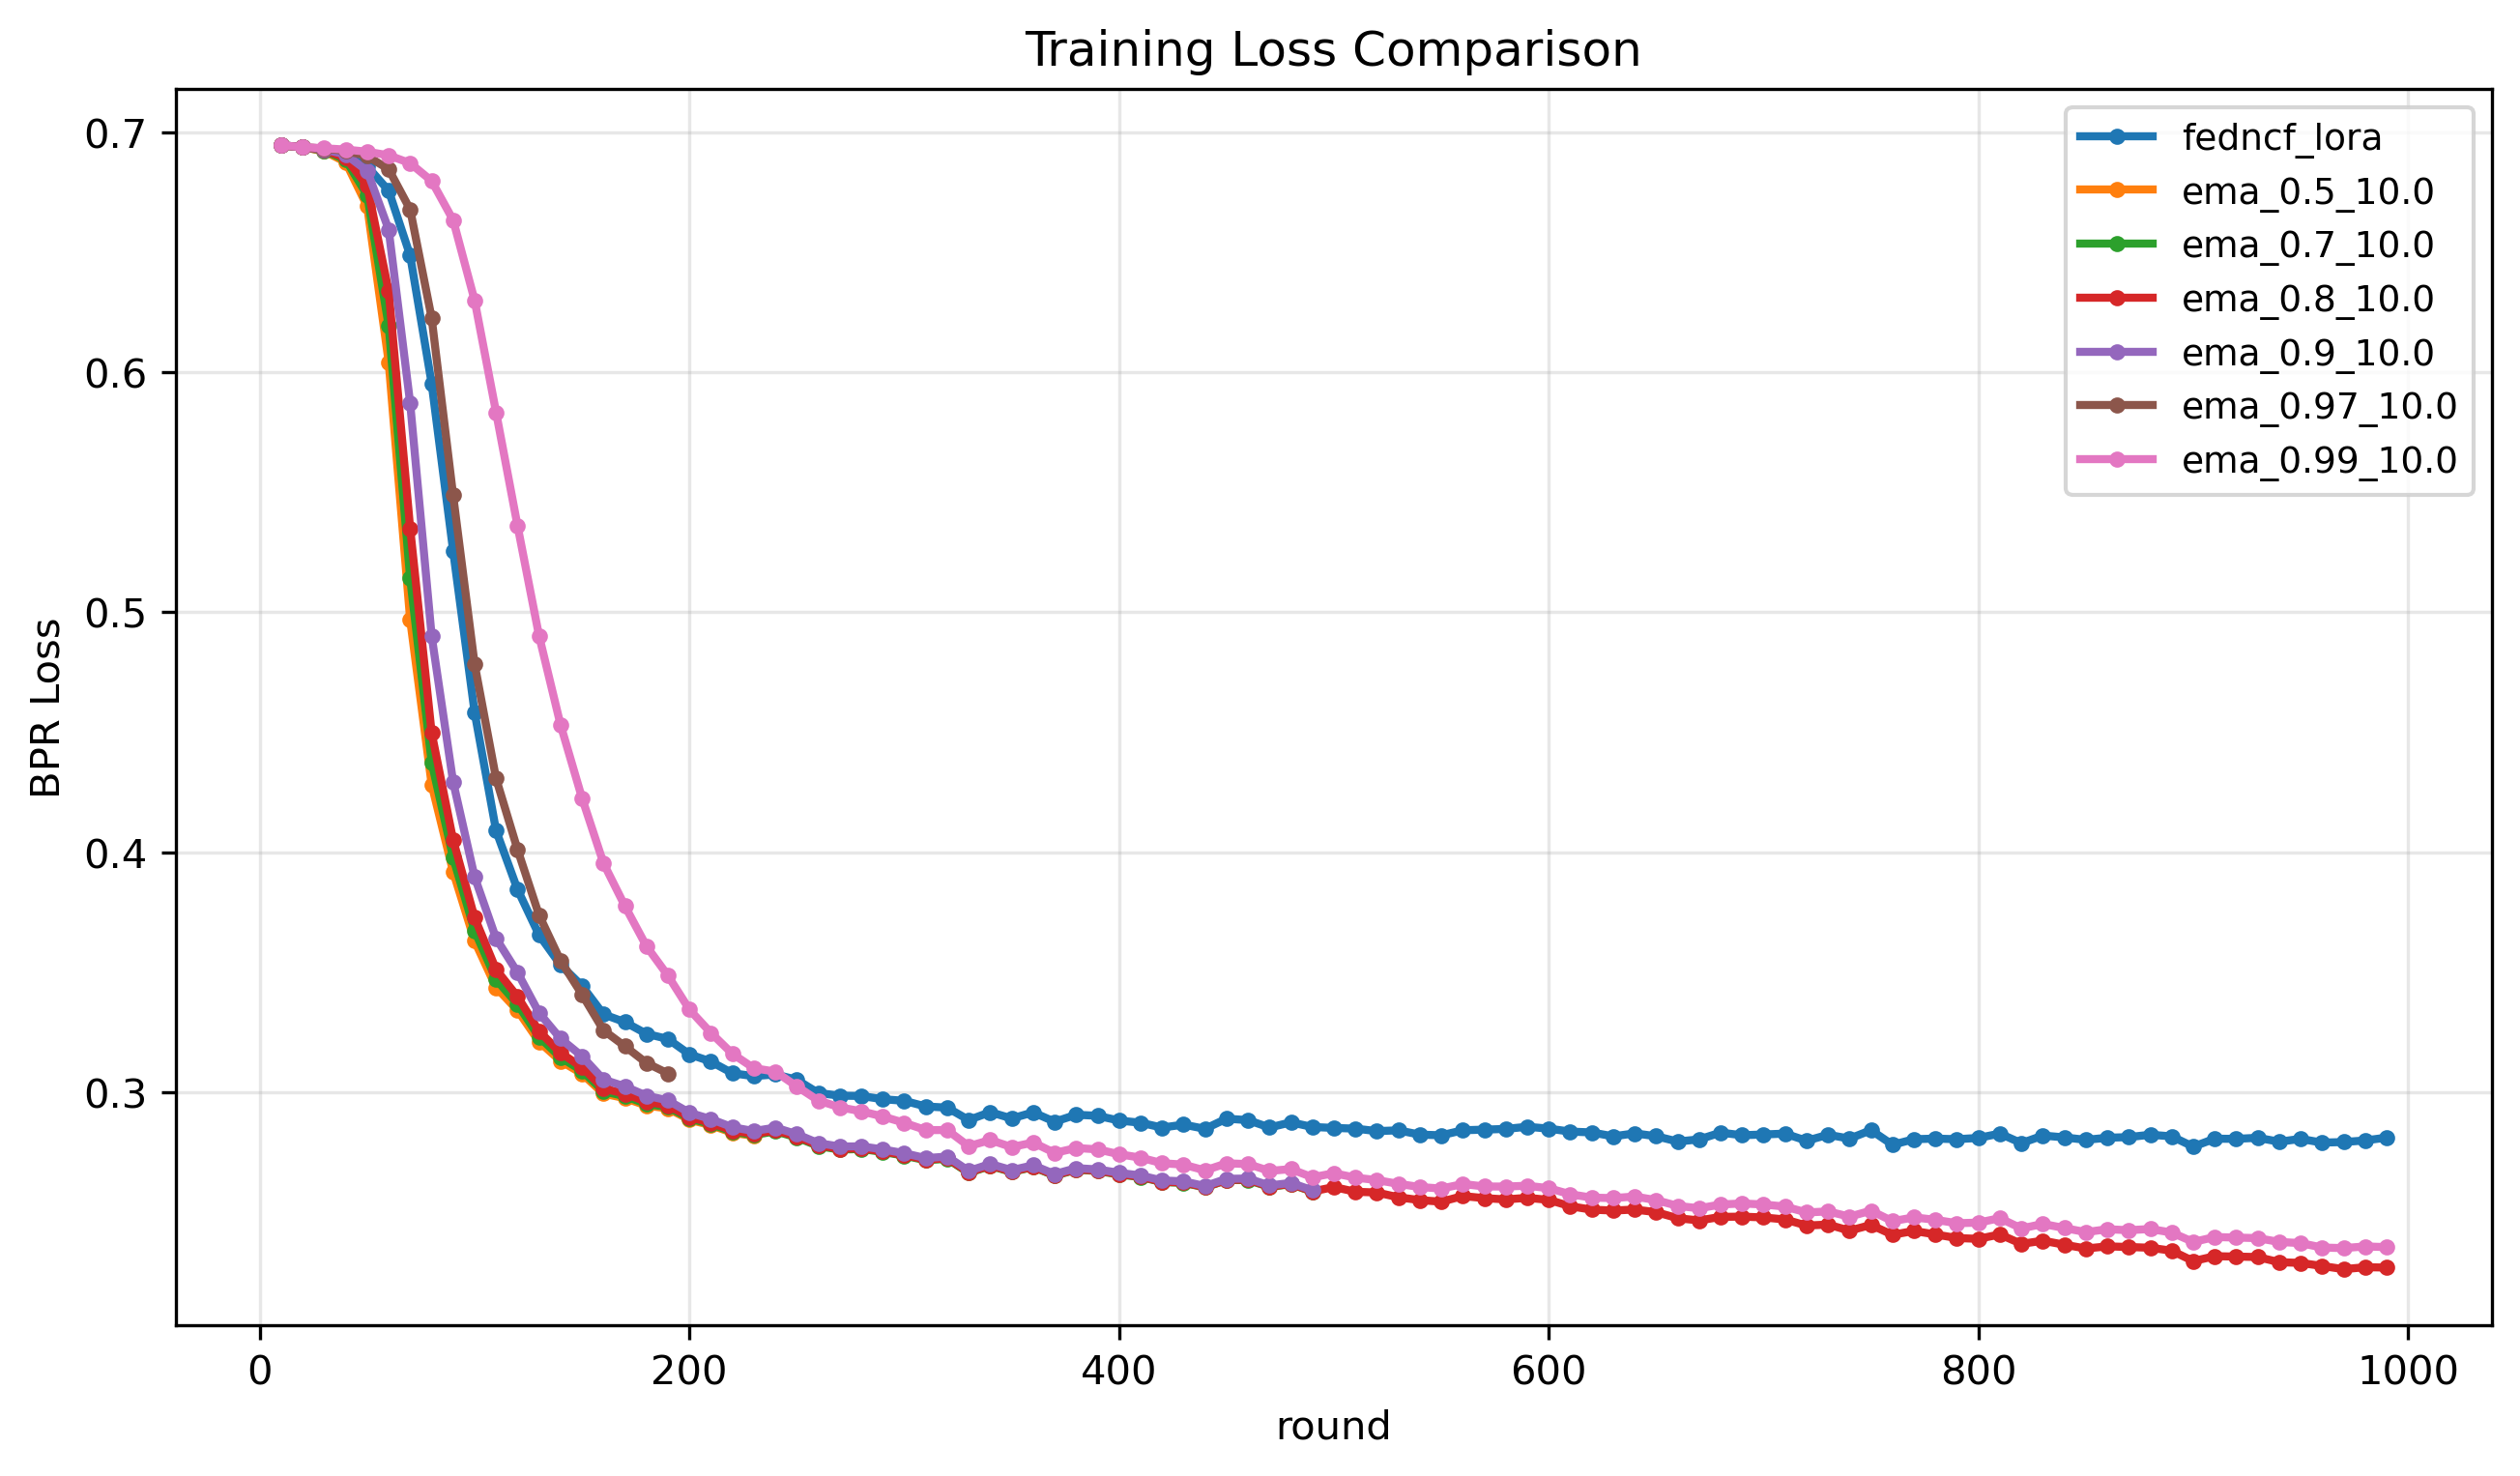 Training Loss Comparison
BPR Loss
0.7
0.6
0.5
0.4
0.3
fedncf_lora
ema_0.5_10.0
ema_0.7_10.0
ema_0.8_10.0
ema_0.9_10.0
ema_0.97_10.0
ema_0.99_10.0
0 200 400 600 800 1000
round